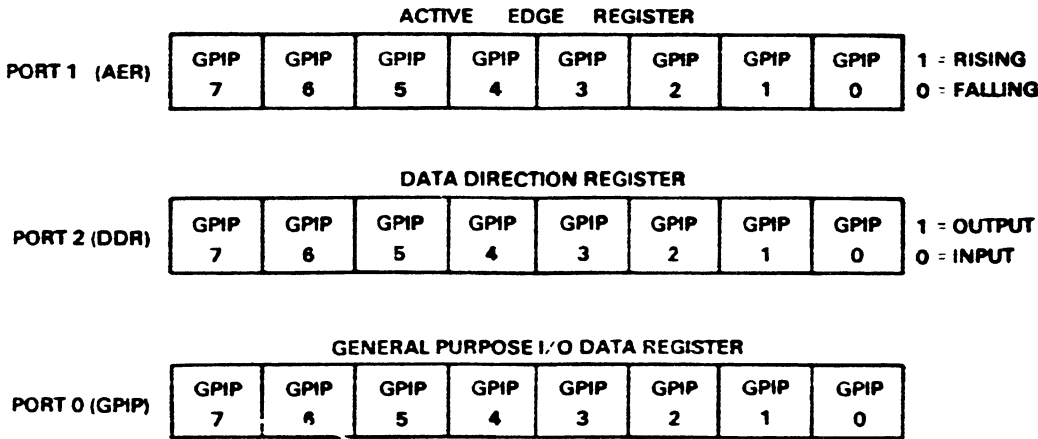 ACTIVE EDGE REGISTER
PORT 1 (AER) GPIP 7 GPIP 6 GPIP 5 GPIP 4 GPIP 3 GPIP 2 GPIP 1 GPIP 0 1 = RISING 0 = FALLING
DATA DIRECTION REGISTER
PORT 2 (DDR) GPIP 7 GPIP 6 GPIP 5 GPIP 4 GPIP 3 GPIP 2 GPIP 1 GPIP 0 1 = OUTPUT 0 = INPUT
GENERAL PURPOSE I/O DATA REGISTER
PORT 0 (GPIP) GPIP 7 GPIP 6 GPIP 5 GPIP 4 GPIP 3 GPIP 2 GPIP 1 GPIP 0